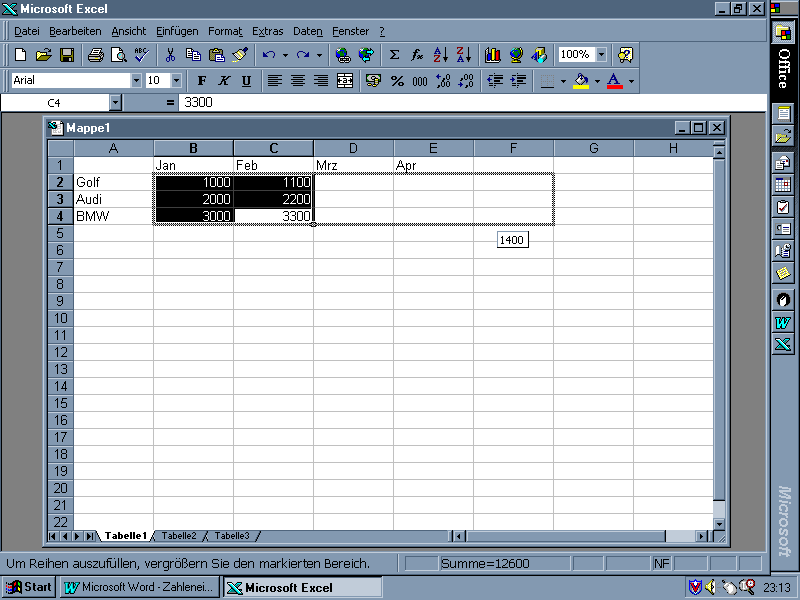 Microsoft Excel
Datei Bearbeiten Ansicht Einfügen Format Extras Daten Fenster ?
ABC Σ fx A Z Z A 100% ?
Arial 10 F K U % 000 A
C4 = 3300
Mappe1
A B C D E F G H
1 Jan Feb Mrz Apr
2 Golf 1000 1100
3 Audi 2000 2200
4 BMW 3000 3300
5
1400
6
7
8
9
10
11
12
13
14
15
16
17
18
19
20
21
22
Tabelle1 Tabelle2 Tabelle3
Um Reihen auszufüllen, vergrößern Sie den markierten Bereich. Summe=12600 NF
Start Microsoft Word - Zahlenei... Microsoft Excel 23:13
Office
Microsoft